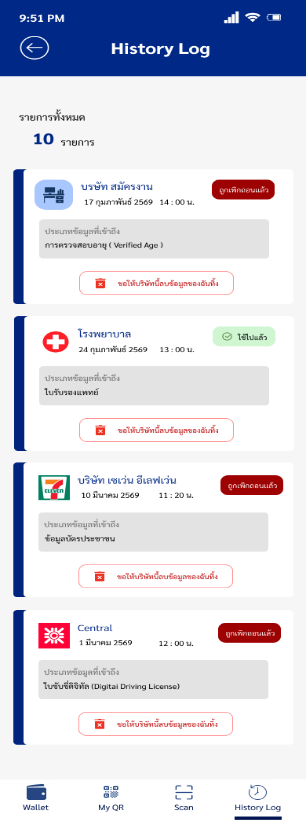 9:51 PM
History Log
รายการทั้งหมด
10 รายการ
บรษัท สมัครงาน
ถูกเพิกถอนแล้ว
17 กุมภาพันธ์ 2569 14 : 00 น.
ประเภทข้อมูลที่เข้าถึง
การตรวจสอบอายุ ( Verified Age )
ขอให้บริษัทนี้ลบข้อมูลของฉันทิ้ง
โรงพยาบาล
ใช้ไปแล้ว
24 กุมภาพันธ์ 2569 13 : 00 น.
ประเภทข้อมูลที่เข้าถึง
ใบรับรองแพทย์
ขอให้บริษัทนี้ลบข้อมูลของฉันทิ้ง
ELEVEN
บริษัท เซเว่น อีเลฟเว่น
ถูกเพิกถอนแล้ว
10 มีนาคม 2569 11 : 20 น.
ประเภทข้อมูลที่เข้าถึง
ข้อมูลบัตรประชาชน
ขอให้บริษัทนี้ลบข้อมูลของฉันทิ้ง
Central
ถูกเพิกถอนแล้ว
1 มีนาคม 2569 12 : 00 น.
ประเภทข้อมูลที่เข้าถึง
ใบขับขี่ดิจิทัล (Digitai Driving License)
ขอให้บริษัทนี้ลบข้อมูลของฉันทิ้ง
Wallet
My QR
Scan
History Log